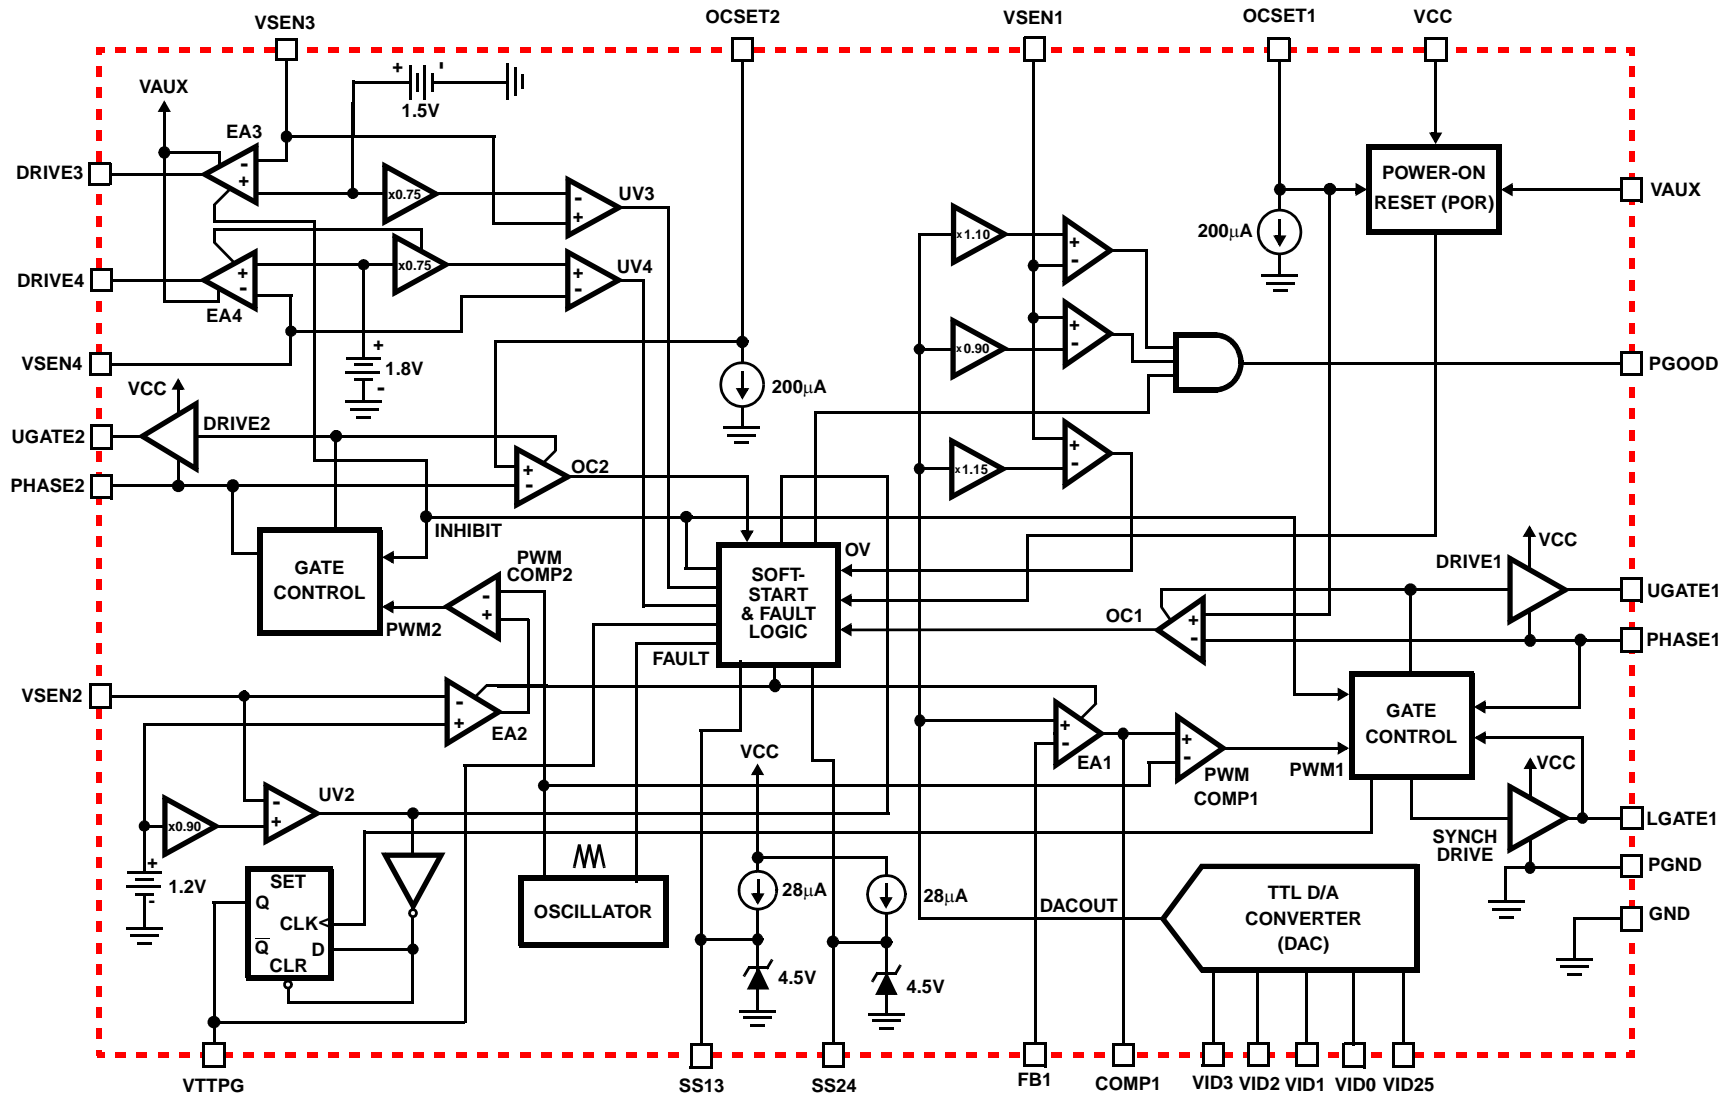 VSEN3
OCSET2
VSEN1
OCSET1
VCC
+
-
1.5V
VAUX
EA3
DRIVE3
-
+
x0.75
-
+
UV3
POWER-ON
RESET (POR)
VAUX
200µA
x1.10
+
-
DRIVE4
+
-
x0.75
+
-
UV4
EA4
VSEN4
+
1.8V
-
200µA
x0.90
+
-
PGOOD
VCC
UGATE2
DRIVE2
PHASE2
+
-
OC2
x1.15
+
-
INHIBIT
GATE
CONTROL
PWM
COMP2
-
+
PWM2
SOFT-
START
& FAULT
LOGIC
OV
FAULT
VCC
DRIVE1
UGATE1
OC1
+
-
PHASE1
VSEN2
-
+
EA2
+
-
EA1
+
-
PWM
COMP1
PWM1
GATE
CONTROL
VCC
VCC
SYNCH
DRIVE
LGATE1
PGND
GND
x0.90
-
+
UV2
+
1.2V
-
SET
Q
CLK
Q
D
CLR
OSCILLATOR
28µA
28µA
4.5V
4.5V
DACOUT
TTL D/A
CONVERTER
(DAC)
VTTPG
SS13
SS24
FB1
COMP1
VID3
VID2
VID1
VID0
VID25